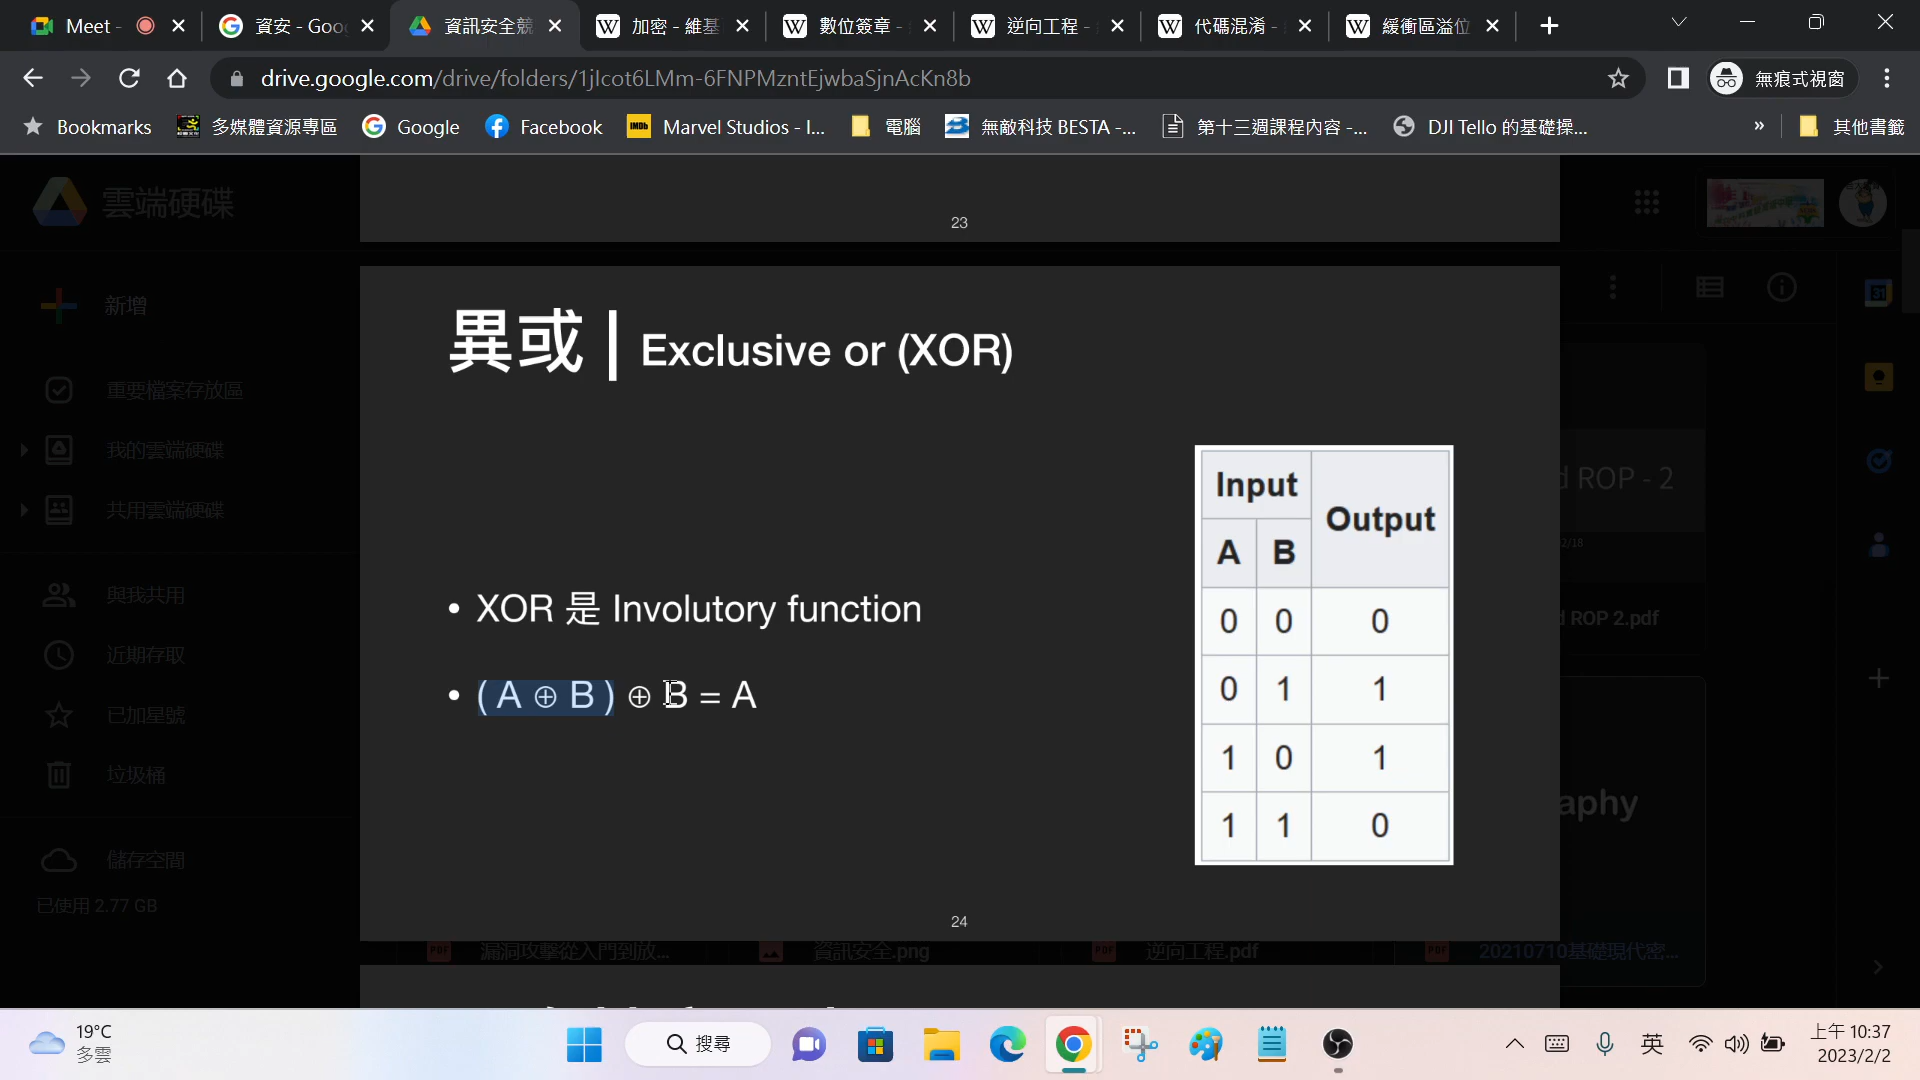 Meet -
資安 - Goo
資訊安全競
加密 - 維基
數位簽章 -
逆向工程 -
代碼混淆 -
緩衝區溢位
drive.google.com/drive/folders/1jIcot6LMm-6FNPMzntEjwbaSjnAcKn8b
無痕式視窗
Bookmarks
多媒體資源專區
Google
Facebook
Marvel Studios - I...
電腦
無敵科技 BESTA -...
第十三週課程內容 -...
DJI Tello 的基礎操...
其他書籤
雲端硬碟
23
新增
重要檔案存放區
我的雲端硬碟
共用雲端硬碟
與我共用
近期存取
已加星號
垃圾桶
儲存空間
已使用 2.77 GB
異或 | Exclusive or (XOR)
• XOR 是 Involutory function
• ( A ⊕ B ) ⊕ B = A
Input Output
A B
0 0 0
0 1 1
1 0 1
1 1 0
24
d ROP - 2
2/18
d ROP 2.pdf
aphy
漏洞攻擊從入門到放...
資訊安全.png
逆向工程.pdf
20210710基礎現代密...
19°C
多雲
搜尋
英
上午 10:37
2023/2/2